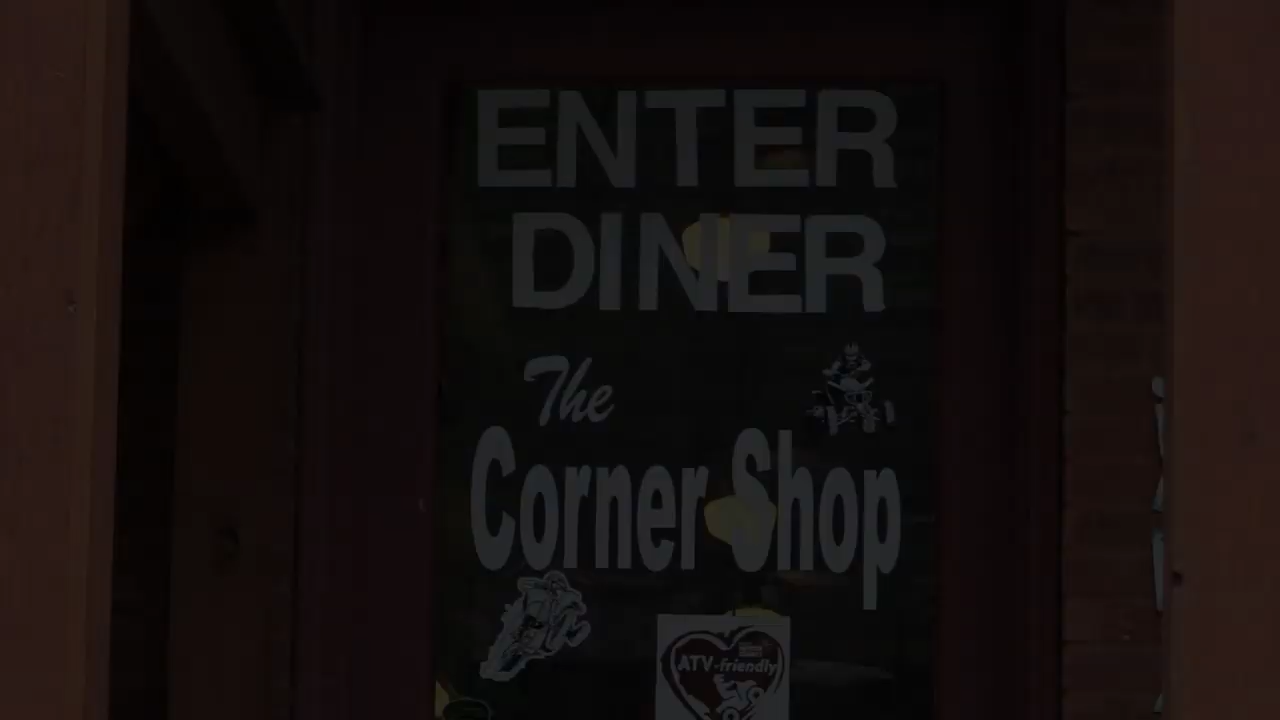 ENTER
DINER
The
Corner Shop
ATV-friendly